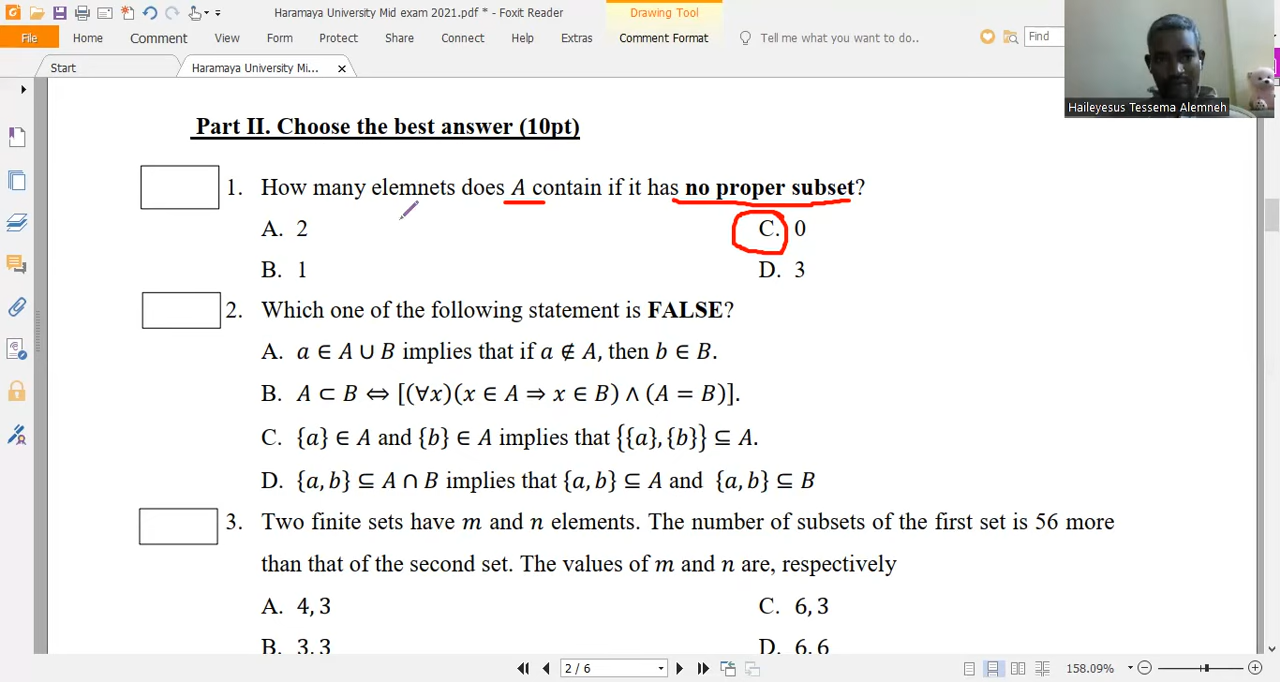 Haramaya University Mid exam 2021.pdf * - Foxit Reader
Drawing Tool
File
Home
Comment
View
Form
Protect
Share
Connect
Help
Extras
Comment Format
Tell me what you want to do..
Find
Start
Haramaya University Mi...
Haileyesus Tessema Alemneh
Part II. Choose the best answer (10pt)
1. How many elemnets does A contain if it has no proper subset?
A. 2
C. 0
B. 1
D. 3
2. Which one of the following statement is FALSE?
A. a ∈ A ∪ B implies that if a ∉ A, then b ∈ B.
B. A ⊂ B ⇔ [(∀x)(x ∈ A ⇒ x ∈ B) ∧ (A = B)].
C. {a} ∈ A and {b} ∈ A implies that {{a}, {b}} ⊆ A.
D. {a, b} ⊆ A ∩ B implies that {a, b} ⊆ A and {a, b} ⊆ B
3. Two finite sets have m and n elements. The number of subsets of the first set is 56 more
than that of the second set. The values of m and n are, respectively
A. 4, 3
C. 6, 3
B. 3, 3
D. 6, 6
2 / 6
158.09%